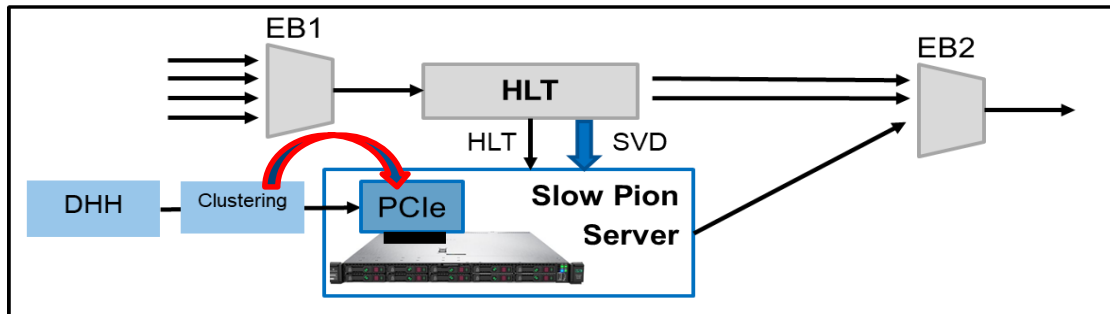 EB1
EB2
HLT
HLT
SVD
DHH
Clustering
PCIe
Slow Pion
Server